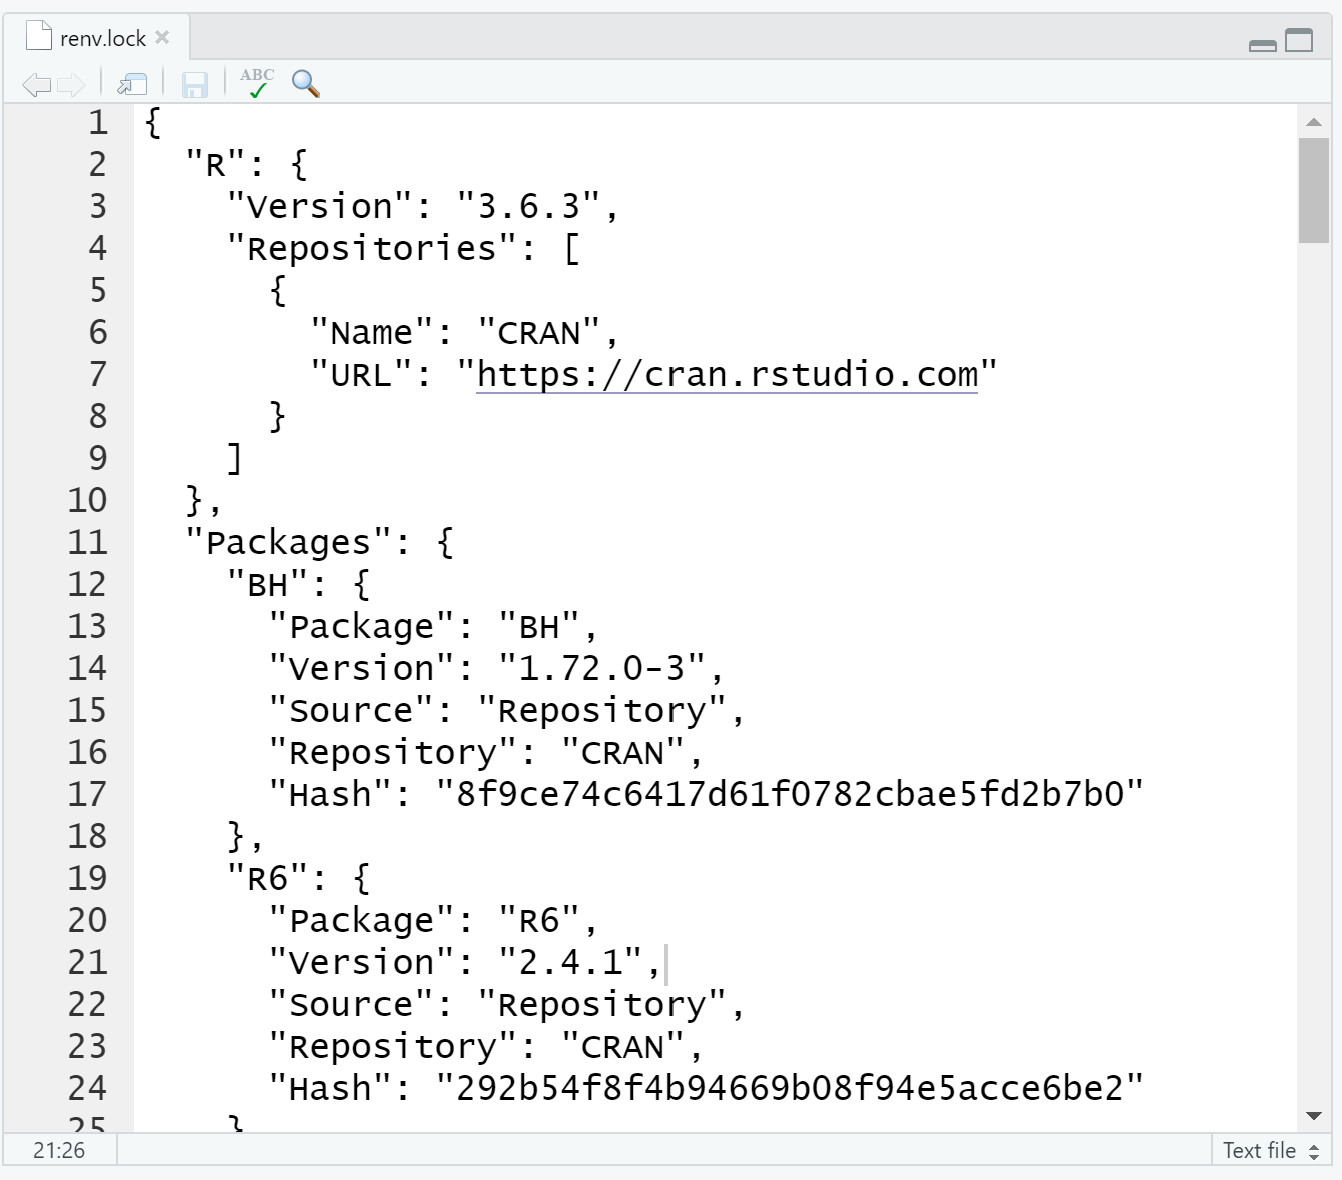 renv.lock
ABC
1 {
2   "R": {
3     "Version": "3.6.3",
4     "Repositories": [
5       {
6         "Name": "CRAN",
7         "URL": "https://cran.rstudio.com"
8       }
9     ]
10   },
11   "Packages": {
12     "BH": {
13       "Package": "BH",
14       "Version": "1.72.0-3",
15       "Source": "Repository",
16       "Repository": "CRAN",
17       "Hash": "8f9ce74c6417d61f0782cbae5fd2b7b0"
18     },
19     "R6": {
20       "Package": "R6",
21       "Version": "2.4.1",
22       "Source": "Repository",
23       "Repository": "CRAN",
24       "Hash": "292b54f8f4b94669b08f94e5acce6be2"
25     }
21:26 Text file